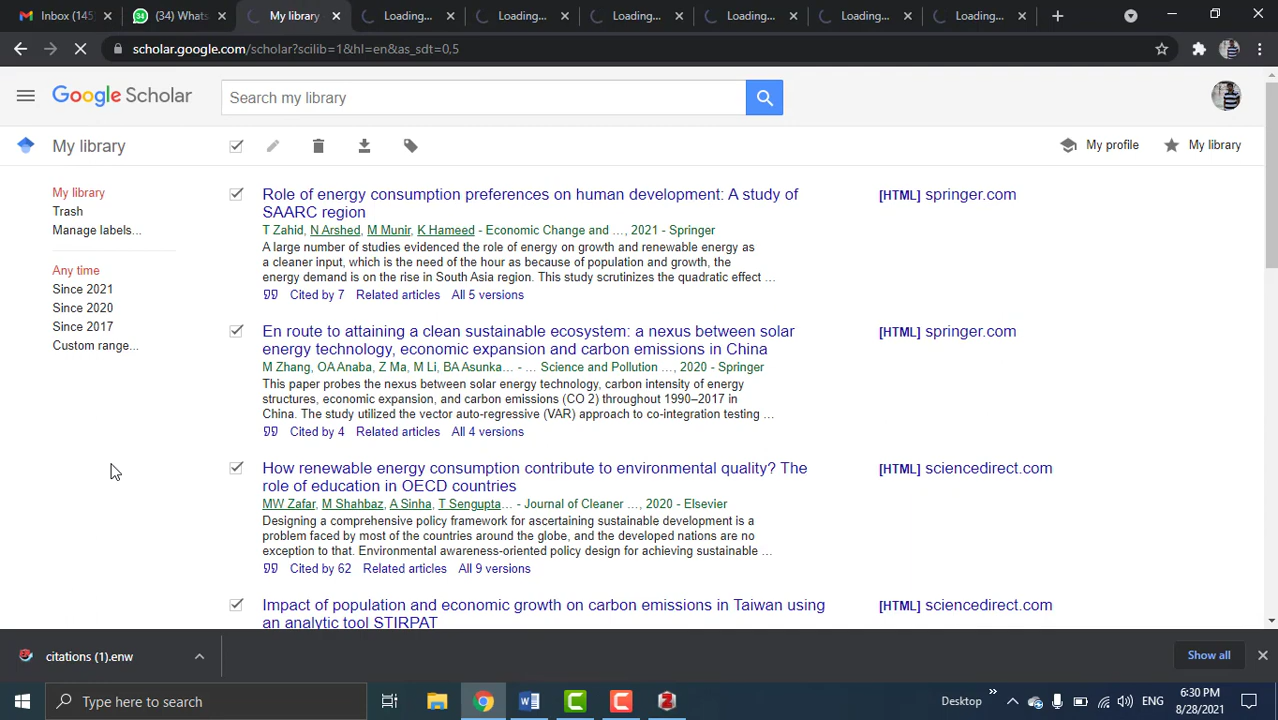 Inbox (145
(34) Whats
My library
Loading...
Loading...
Loading...
Loading...
Loading...
Loading...
scholar.google.com/scholar?scilib=1&hl=en&as_sdt=0,5
Google Scholar
Search my library
My library
My profile
My library
My library
Trash
Manage labels...
Any time
Since 2021
Since 2020
Since 2017
Custom range...
Role of energy consumption preferences on human development: A study of
SAARC region
[HTML] springer.com
T Zahid, N Arshed, M Munir, K Hameed - Economic Change and …, 2021 - Springer
A large number of studies evidenced the role of energy on growth and renewable energy as
a cleaner input, which is the need of the hour as because of population and growth, the
energy demand is on the rise in South Asia region. This study scrutinizes the quadratic effect …
Cited by 7 Related articles All 5 versions
En route to attaining a clean sustainable ecosystem: a nexus between solar
energy technology, economic expansion and carbon emissions in China
[HTML] springer.com
M Zhang, OA Anaba, Z Ma, M Li, BA Asunka… - … Science and Pollution …, 2020 - Springer
This paper probes the nexus between solar energy technology, carbon intensity of energy
structures, economic expansion, and carbon emissions (CO 2) throughout 1990–2017 in
China. The study utilized the vector auto-regressive (VAR) approach to co-integration testing …
Cited by 4 Related articles All 4 versions
How renewable energy consumption contribute to environmental quality? The
role of education in OECD countries
[HTML] sciencedirect.com
MW Zafar, M Shahbaz, A Sinha, T Sengupta… - Journal of Cleaner …, 2020 - Elsevier
Designing a comprehensive policy framework for ascertaining sustainable development is a
problem faced by most of the countries around the globe, and the developed nations are no
exception to that. Environmental awareness-oriented policy design for achieving sustainable …
Cited by 62 Related articles All 9 versions
Impact of population and economic growth on carbon emissions in Taiwan using
an analytic tool STIRPAT
[HTML] sciencedirect.com
citations (1).enw
Show all
Type here to search
Desktop
ENG
6:30 PM
8/28/2021